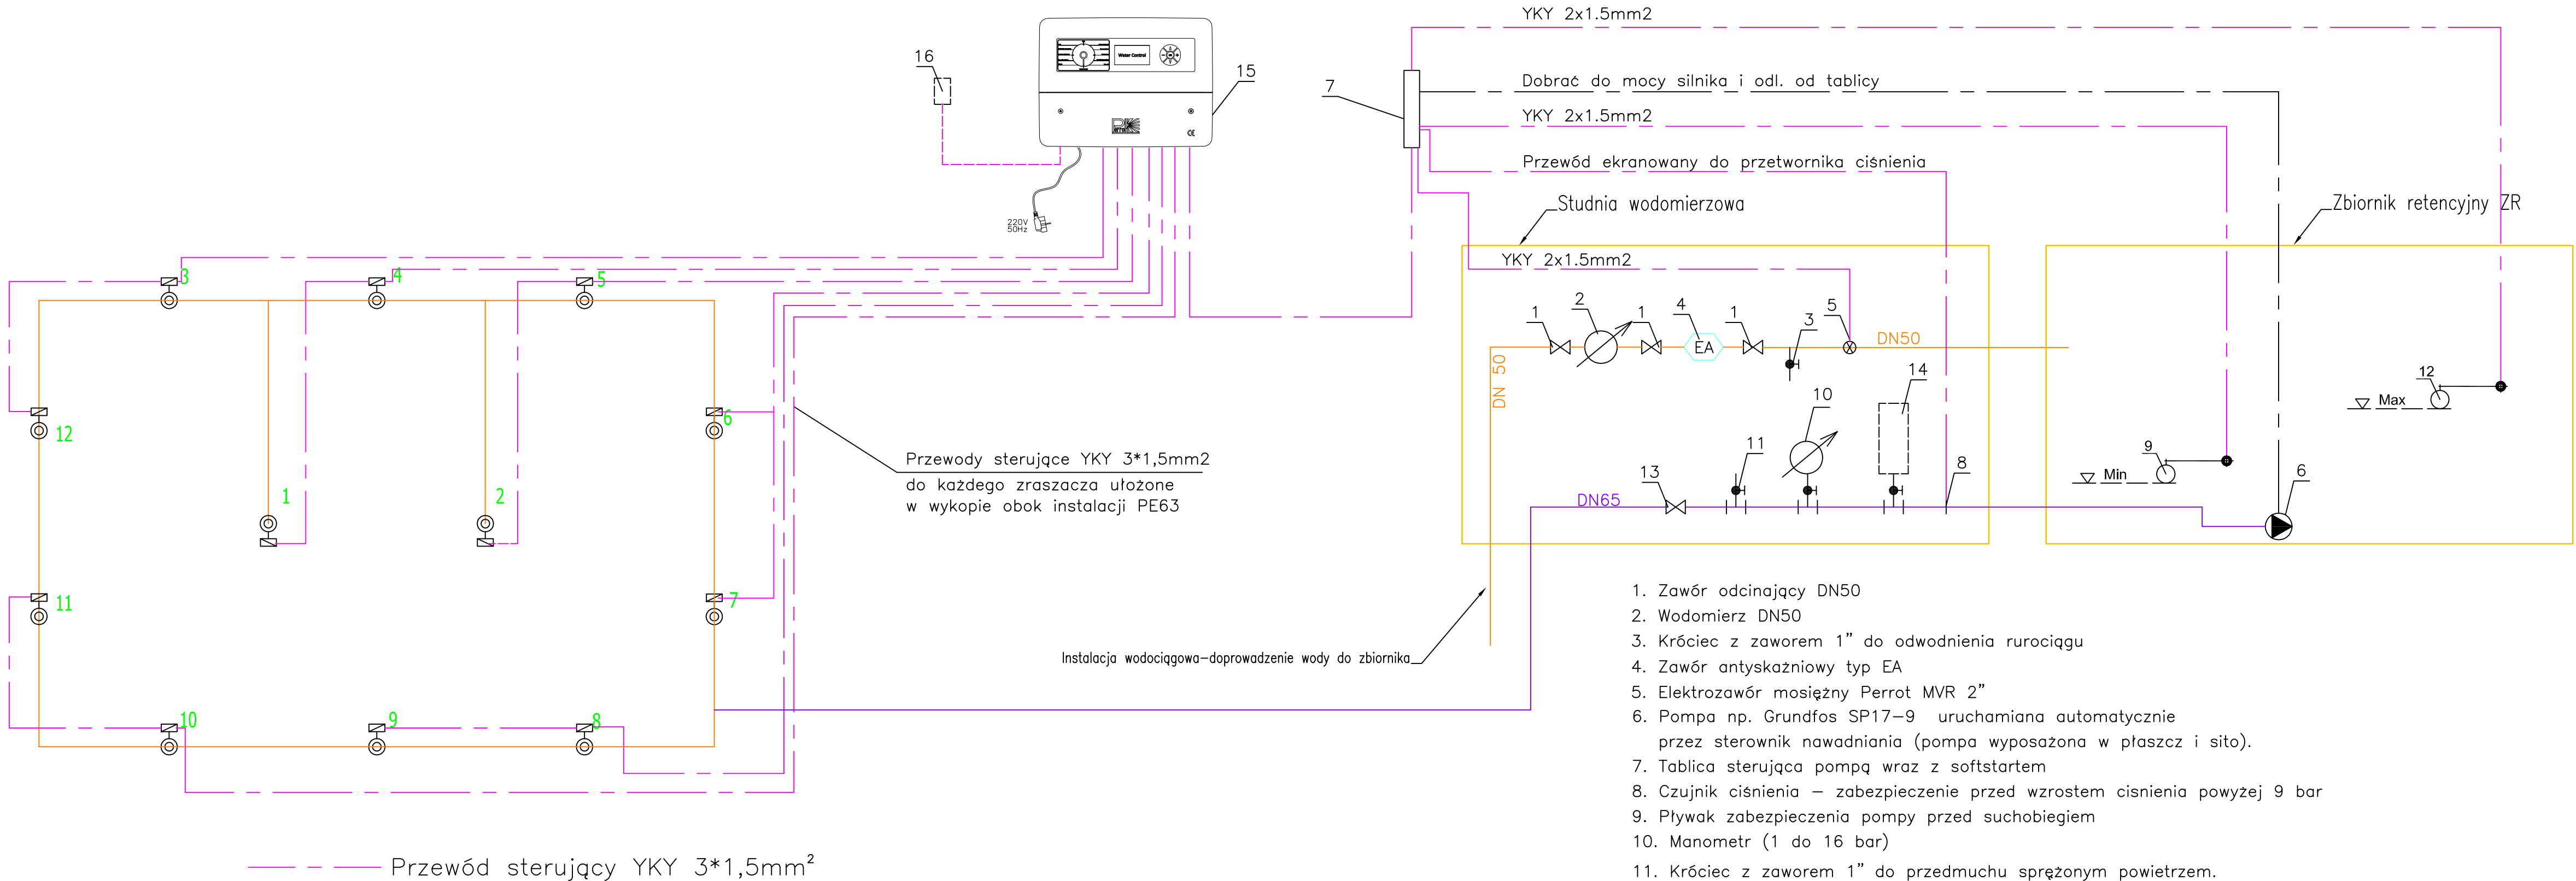 YKY 2x1.5mm2
16
Water Control
15
7
Dobrać do mocy silnika i odl. od tablicy
YKY 2x1.5mm2
CE
Przewód ekranowany do przetwornika ciśnienia
220V
50Hz
Studnia wodomierzowa
Zbiornik retencyjny ZR
YKY 2x1.5mm2
3
4
5
1
2
1
4
1
3
5
DN50
EA
DN 50
14
12
Max
10
12
6
Przewody sterujące YKY 3*1,5mm2
do każdego zraszacza ułożone
w wykopie obok instalacji PE63
1
2
11
13
8
9
Min
6
DN65
11
7
Instalacja wodociągowa-doprowadzenie wody do zbiornika
10
9
8
1. Zawór odcinający DN50
2. Wodomierz DN50
3. Króciec z zaworem 1” do odwodnienia rurociągu
4. Zawór antyskażniowy typ EA
5. Elektrozawór mosiężny Perrot MVR 2”
6. Pompa np. Grundfos SP17-9 uruchamiana automatycznie
przez sterownik nawadniania (pompa wyposażona w płaszcz i sito).
7. Tablica sterująca pompą wraz z softstartem
8. Czujnik ciśnienia – zabezpieczenie przed wzrostem cisnienia powyżej 9 bar
9. Pływak zabezpieczenia pompy przed suchobiegiem
10. Manometr (1 do 16 bar)
11. Króciec z zaworem 1” do przedmuchu sprężonym powietrzem.
Przewód sterujący YKY 3*1,5mm²